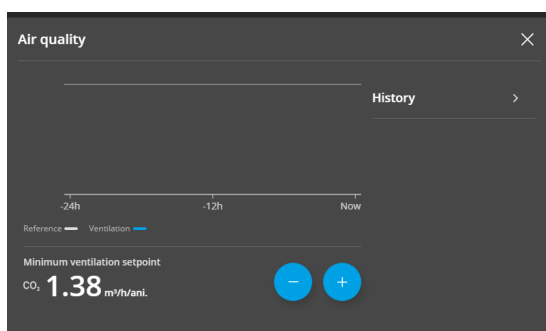 Air quality
History
-24h -12h Now
Reference Ventilation
Minimum ventilation setpoint
CO₂ 1.38 m³/h/ani.